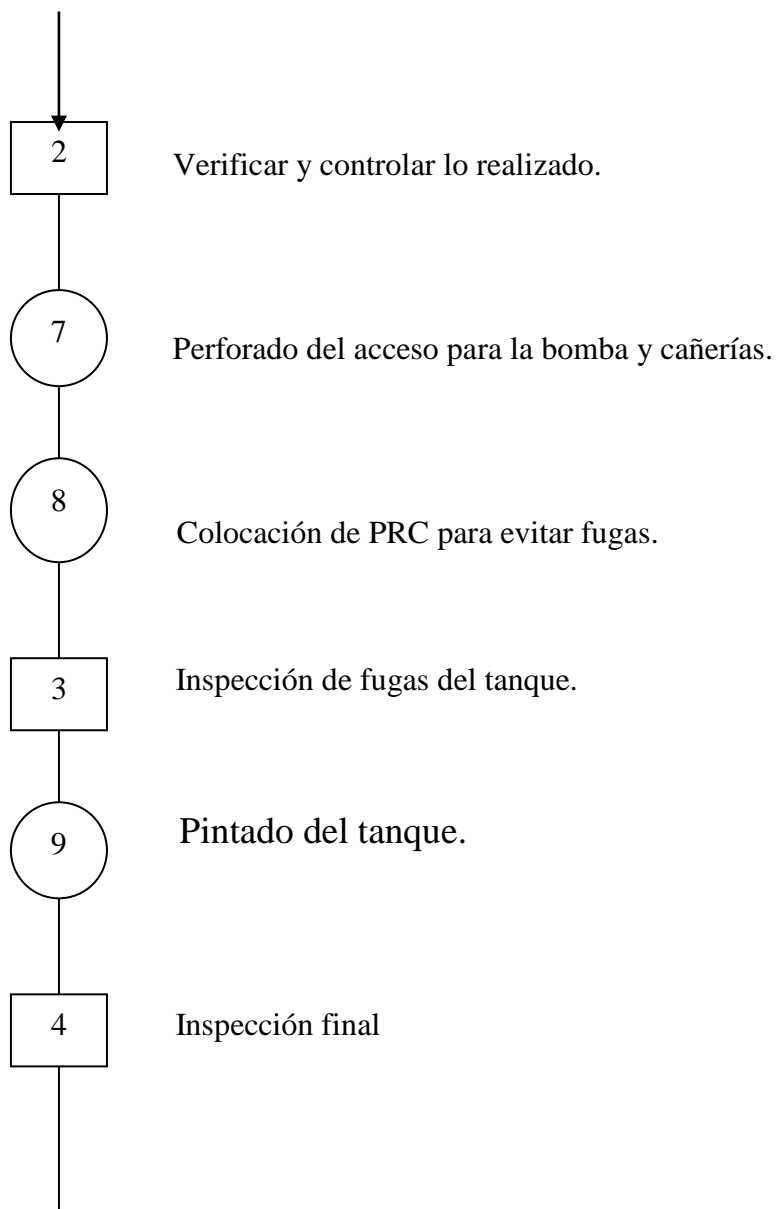 2
Verificar y controlar lo realizado.
7
Perforado del acceso para la bomba y cañerías.
8
Colocación de PRC para evitar fugas.
3
Inspección de fugas del tanque.
9
Pintado del tanque.
4
Inspección final